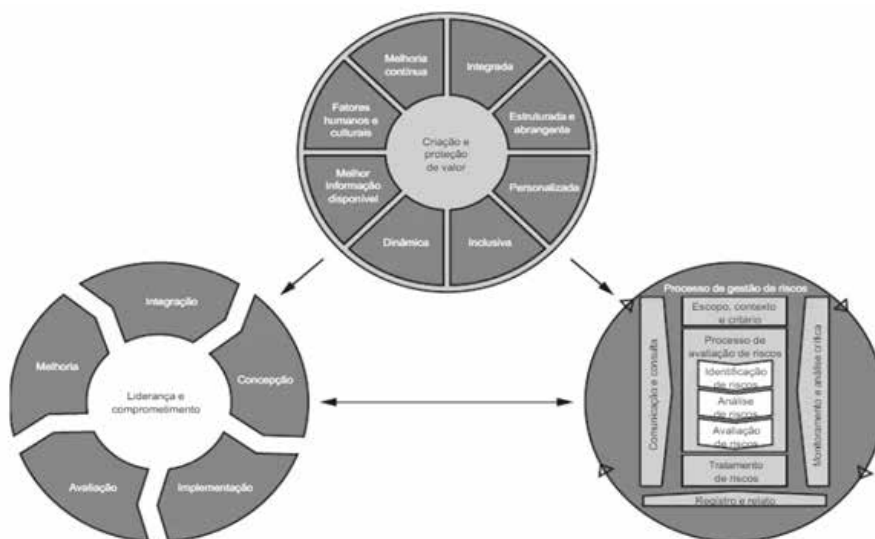 Melhoria
contínua
Integrada
Fatores
humanos e
culturais
Estruturada e
abrangente
Criação e
proteção
de valor
Melhor
informação
disponível
Personalizada
Dinâmica
Inclusiva
Integração
Melhoria
Concepção
Liderança e
comprometimento
Avaliação
Implementação
Processo de gestão de riscos
Escopo, contexto
e critério
Processo de
avaliação de riscos
Identificação
de riscos
Análise
de riscos
Avaliação
de riscos
Tratamento
de riscos
Comunicação e consulta
Monitoramento e análise crítica
Registro e relato